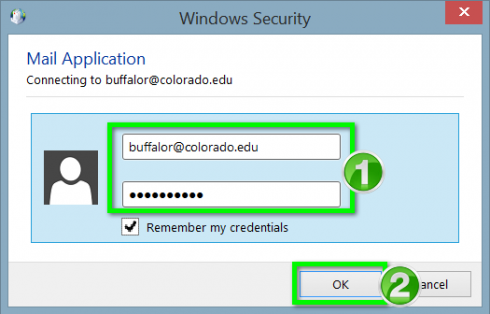 Windows Security
Mail Application
Connecting to buffalor@colorado.edu
buffalor@colorado.edu
1
●●●●●●●●●●
Remember my credentials
OK
2
ancel